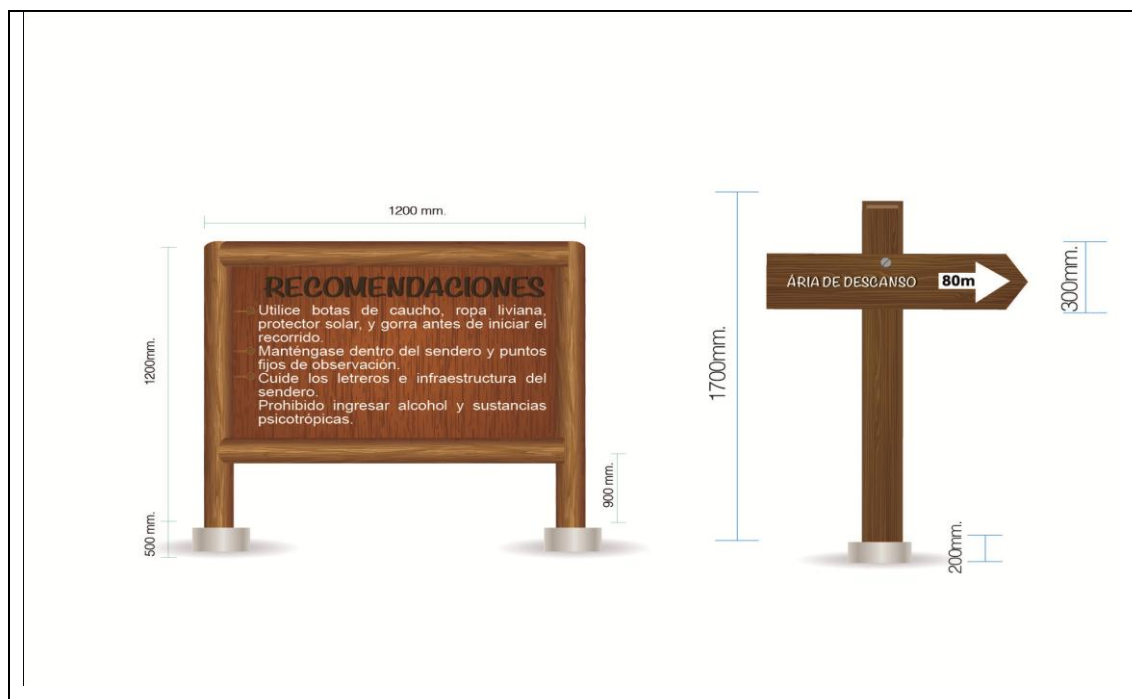 1200 mm.
RECOMENDACIONES
Utilice botas de caucho, ropa liviana,
protector solar, y gorra antes de iniciar el
recorrido.
Manténgase dentro del sendero y puntos
fijos de observación.
Cuide los letreros e infraestructura del
sendero.
Prohibido ingresar alcohol y sustancias
psicotrópicas.
1200mm.
900 mm.
500 mm.
1700mm.
ÁRIA DE DESCANSO 80m
300mm.
200mm.